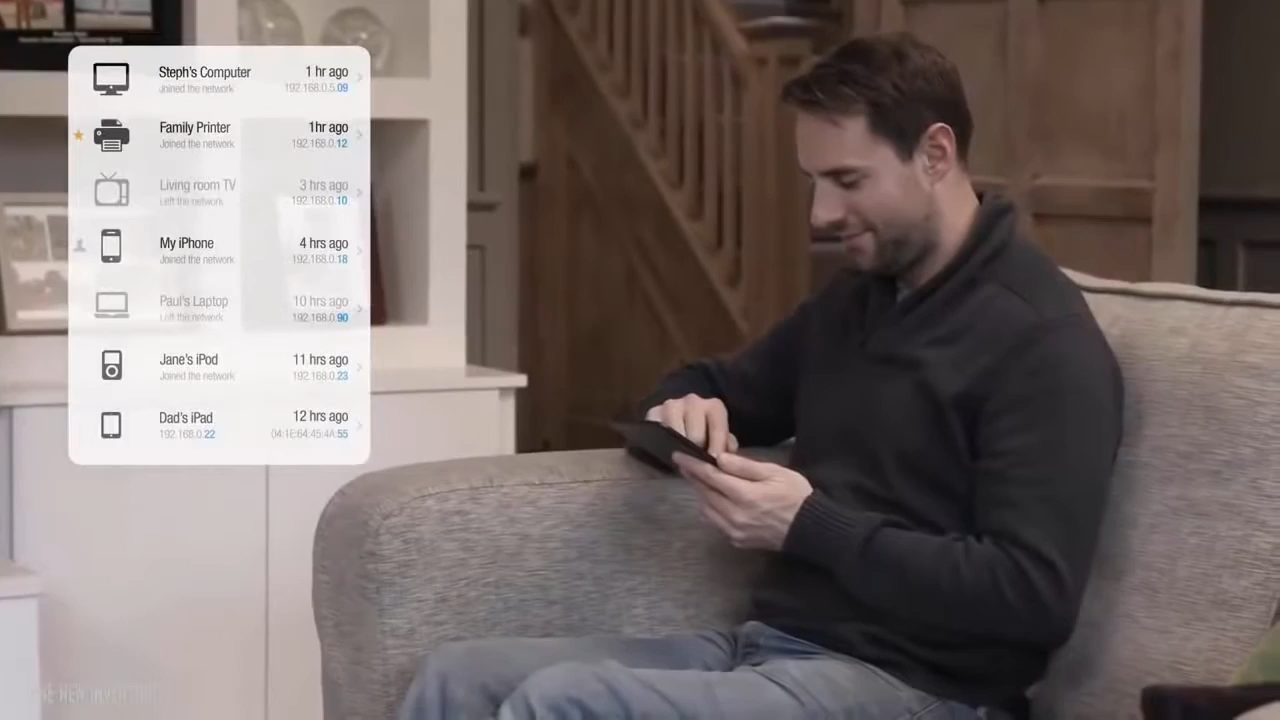 Steph's Computer 1 hr ago
Joined the network 192.168.0.5.09
Family Printer 1hr ago
Joined the network 192.168.0.12
Living room TV 3 hrs ago
Left the network 192.168.0.10
My iPhone 4 hrs ago
Joined the network 192.168.0.18
Paul's Laptop 10 hrs ago
Left the network 192.168.0.90
Jane's iPod 11 hrs ago
Joined the network 192.168.0.23
Dad's iPad 12 hrs ago
192.168.0.22 04:1E:64:45:4A:55
NEW